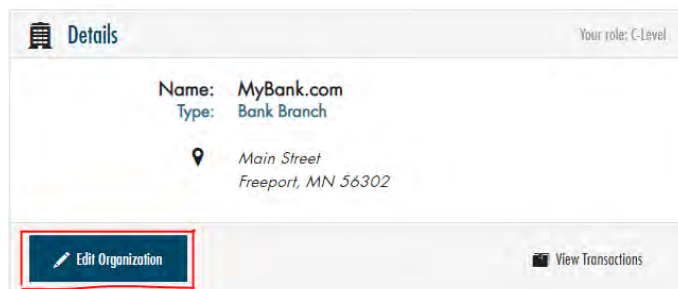 Details
Your role: C-Level
Name: MyBank.com
Type: Bank Branch
Main Street
Freeport, MN 56302
Edit Organization
View Transactions